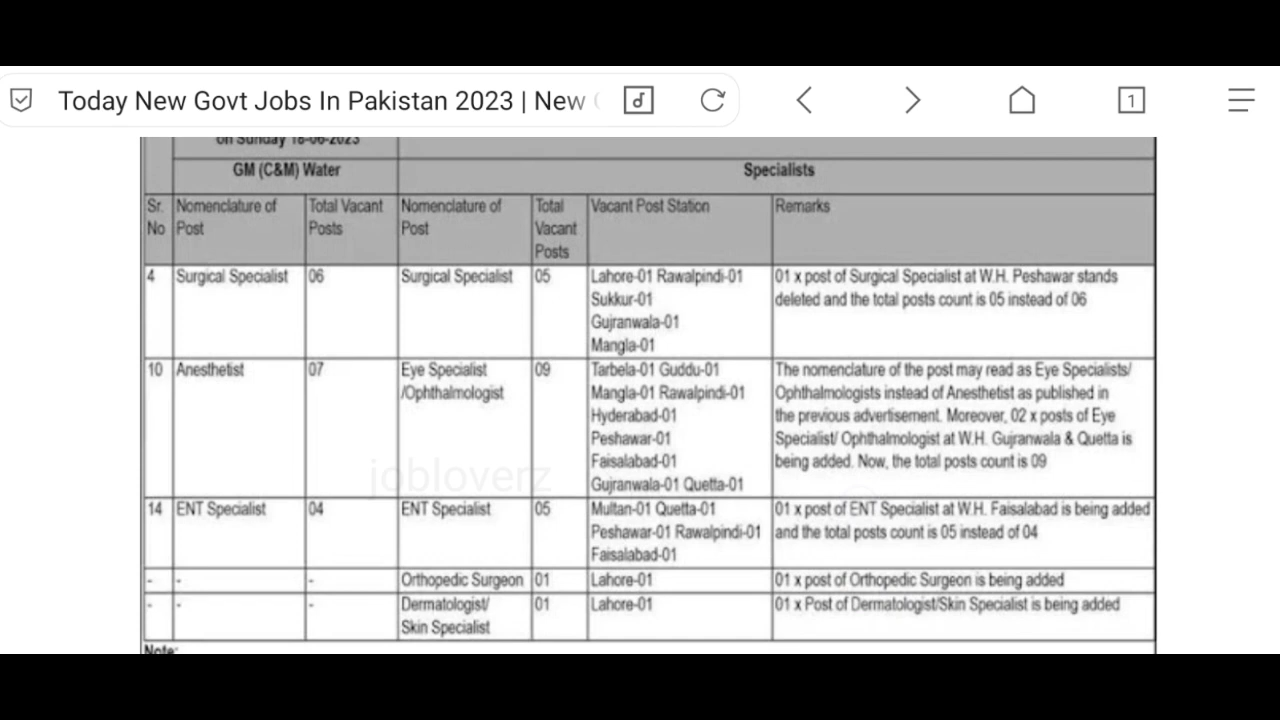 Today New Govt Jobs In Pakistan 2023 | New
1
on Sunday 18-06-2023
GM (C&M) Water
Specialists
Sr. No
Nomenclature of Post
Total Vacant Posts
Nomenclature of Post
Total Vacant Posts
Vacant Post Station
Remarks
4
Surgical Specialist
06
Surgical Specialist
05
Lahore-01 Rawalpindi-01
Sukkur-01
Gujranwala-01
Mangla-01
01 x post of Surgical Specialist at W.H. Peshawar stands
deleted and the total posts count is 05 instead of 06
10
Anesthetist
07
Eye Specialist
/Ophthalmologist
09
Tarbela-01 Guddu-01
Mangla-01 Rawalpindi-01
Hyderabad-01
Peshawar-01
Faisalabad-01
Gujranwala-01 Quetta-01
The nomenclature of the post may read as Eye Specialists/
Ophthalmologists instead of Anesthetist as published in
the previous advertisement. Moreover, 02 x posts of Eye
Specialist/ Ophthalmologist at W.H. Gujranwala & Quetta is
being added. Now, the total posts count is 09
jobloverz
14
ENT Specialist
04
ENT Specialist
05
Multan-01 Quetta-01
Peshawar-01 Rawalpindi-01
Faisalabad-01
01 x post of ENT Specialist at W.H. Faisalabad is being added
and the total posts count is 05 instead of 04
-
-
-
Orthopedic Surgeon
01
Lahore-01
01 x post of Orthopedic Surgeon is being added
-
-
-
Dermatologist/
Skin Specialist
01
Lahore-01
01 x Post of Dermatologist/Skin Specialist is being added
Note: